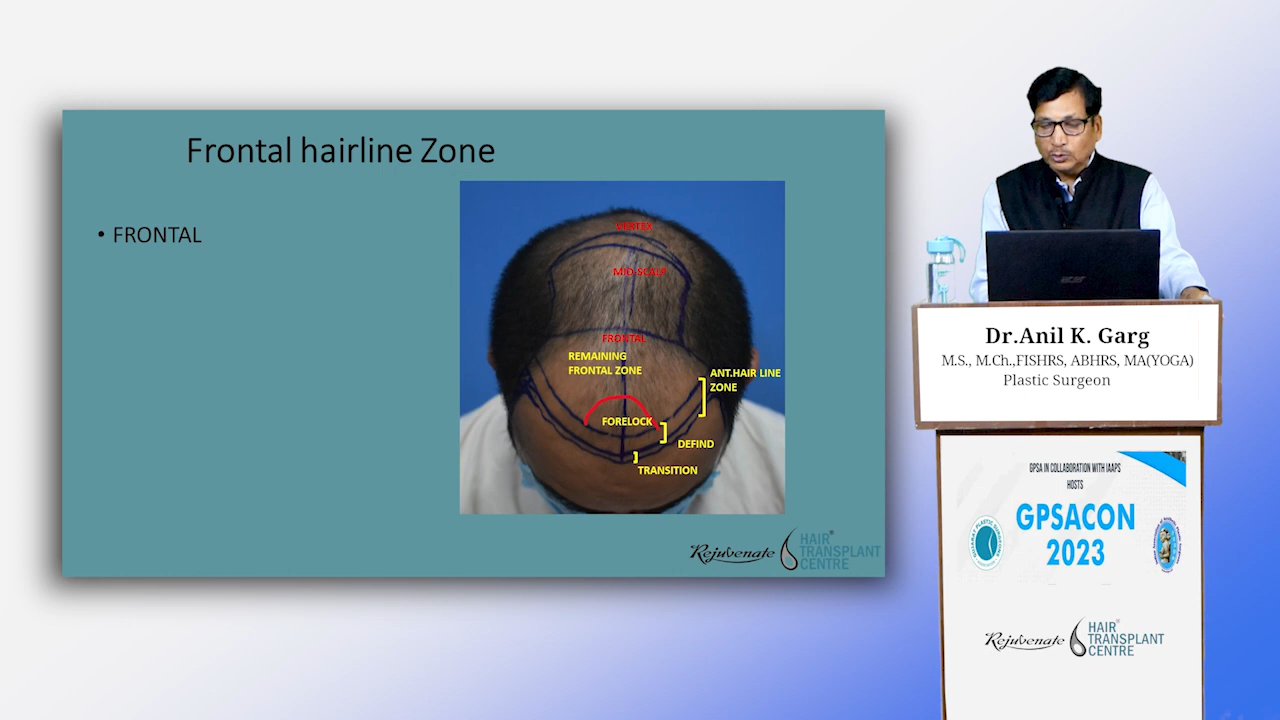 Frontal hairline Zone
• FRONTAL
VERTEX
MID-SCALP
FRONTAL
REMAINING
FRONTAL ZONE
ANT.HAIR LINE
ZONE
FORELOCK
DEFIND
TRANSITION
Rejuvenate
HAIR
TRANSPLANT
CENTRE
acer
Dr.Anil K. Garg
M.S., M.Ch.,FISHRS, ABHRS, MA(YOGA)
Plastic Surgeon
GPSA IN COLLABORATION WITH IAAPS
HOSTS
GPSACON
2023
Rejuvenate
HAIR
TRANSPLANT
CENTRE